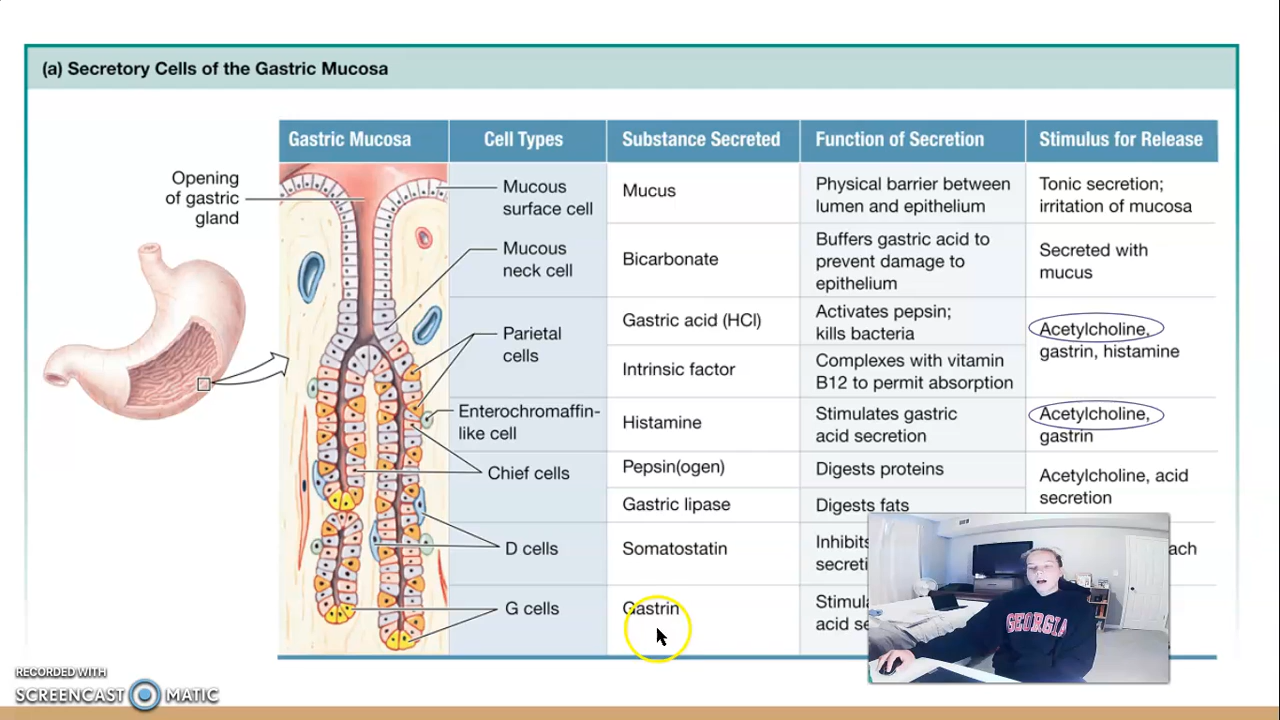 (a) Secretory Cells of the Gastric Mucosa
Gastric Mucosa
Cell Types
Substance Secreted
Function of Secretion
Stimulus for Release
Opening
of gastric
gland
Mucous
surface cell
Mucus
Physical barrier between
lumen and epithelium
Tonic secretion;
irritation of mucosa
Mucous
neck cell
Bicarbonate
Buffers gastric acid to
prevent damage to
epithelium
Secreted with
mucus
Parietal
cells
Gastric acid (HCl)
Activates pepsin;
kills bacteria
Acetylcholine,
gastrin, histamine
Intrinsic factor
Complexes with vitamin
B12 to permit absorption
Enterochromaffin-
like cell
Histamine
Stimulates gastric
acid secretion
Acetylcholine,
gastrin
Chief cells
Pepsin(ogen)
Digests proteins
Acetylcholine, acid
secretion
Gastric lipase
Digests fats
D cells
Somatostatin
Inhibits
G cells
Gastrin
acid
GEORGIA
RECORDED WITH
SCREENCAST MATIC